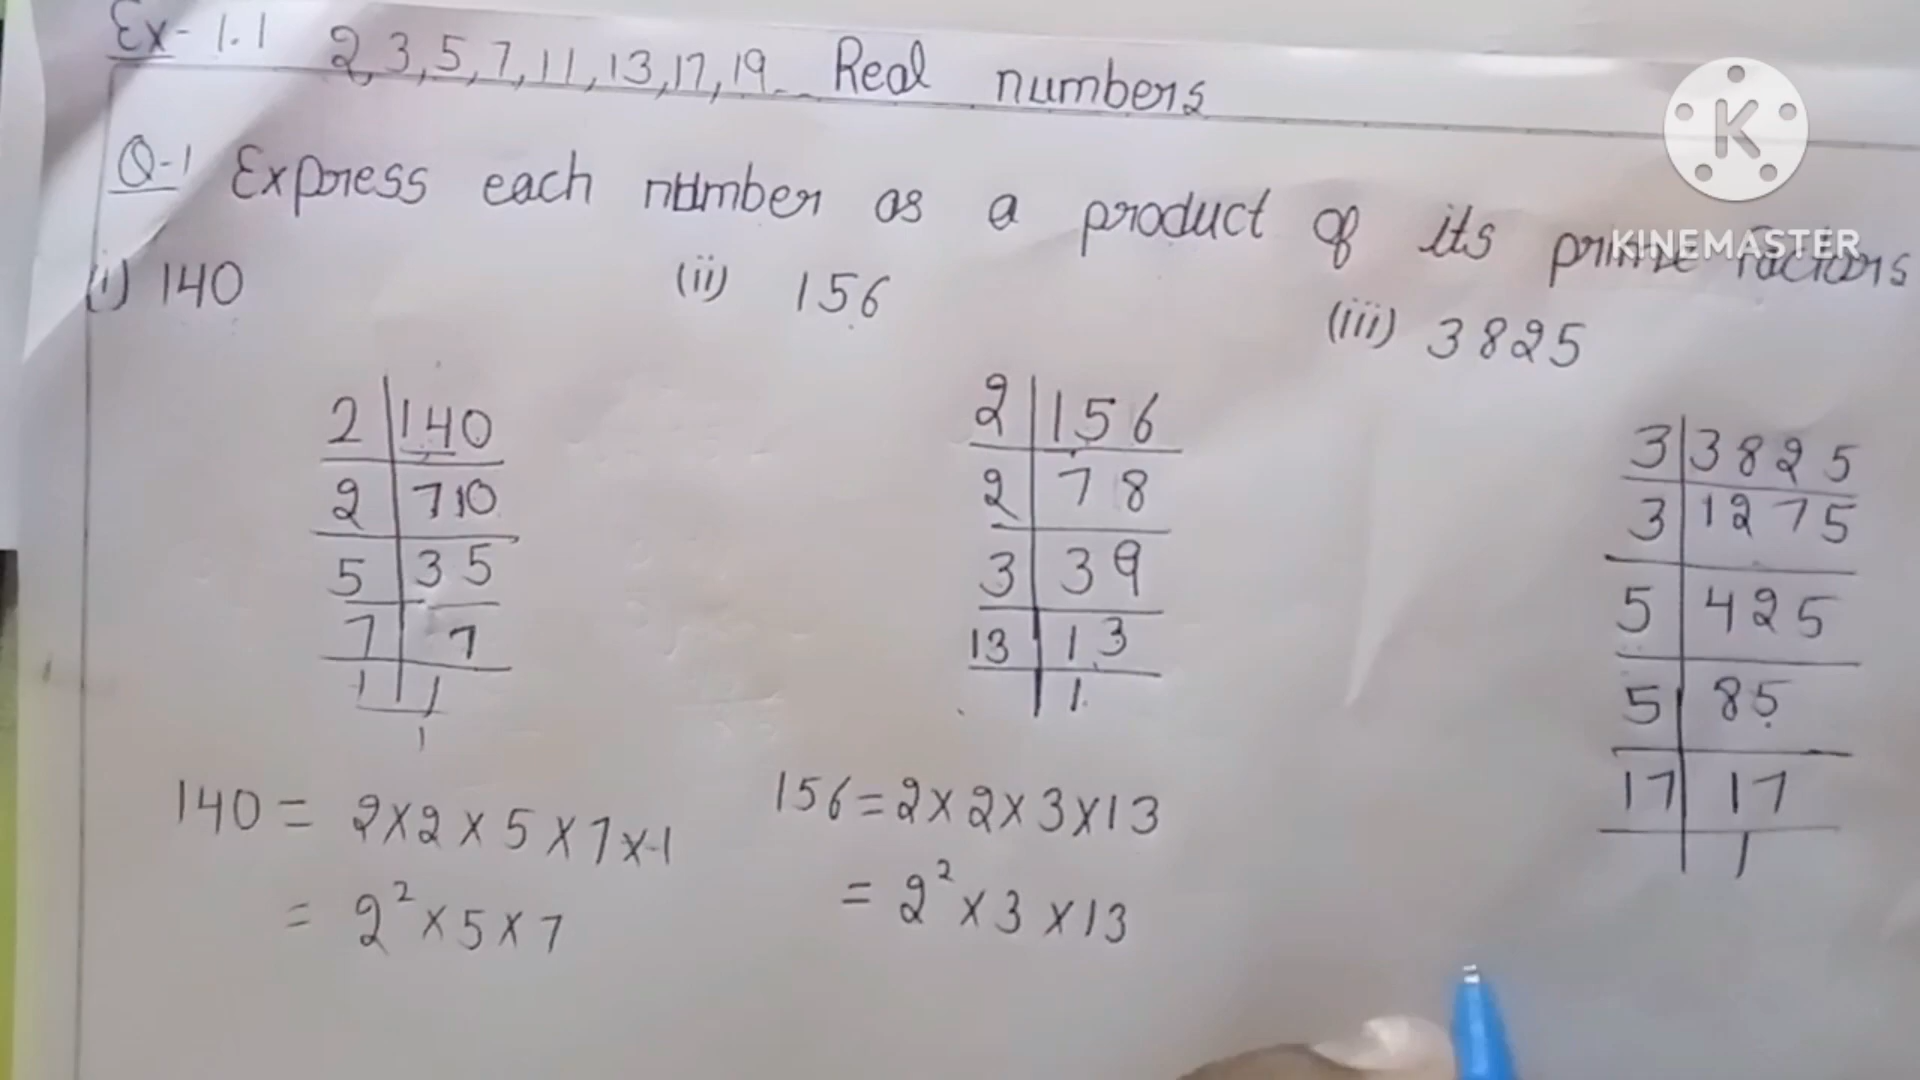 Ex-1.1 2,3,5,7,11,13,17,19... Real numbers
K
KINEMASTER
Q-1 Express each number as a product of its prime factors
(i) 140 (ii) 156 (iii) 3825
2 | 140
2 | 710
5 | 35
7 | 7
1 | 1
1
2 | 156
2 | 78
3 | 39
13 | 13
1
3 | 3825
3 | 1275
5 | 425
5 | 85
17 | 17
1
140 = 2×2×5×7×1
= 2²×5×7
156=2×2×3×13
= 2²×3×13